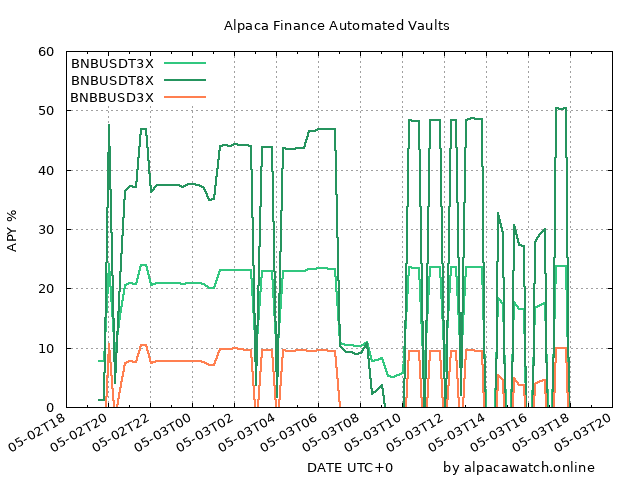 Alpaca Finance Automated Vaults
60
50
40
30
20
10
0
APY %
BNBUSDT3X
BNBUSDT8X
BNBBUSD3X
05-02T18
05-02T20
05-02T22
05-03T00
05-03T02
05-03T04
05-03T06
05-03T08
05-03T10
05-03T12
05-03T14
05-03T16
05-03T18
05-03T20
DATE UTC+0
by alpacawatch.online